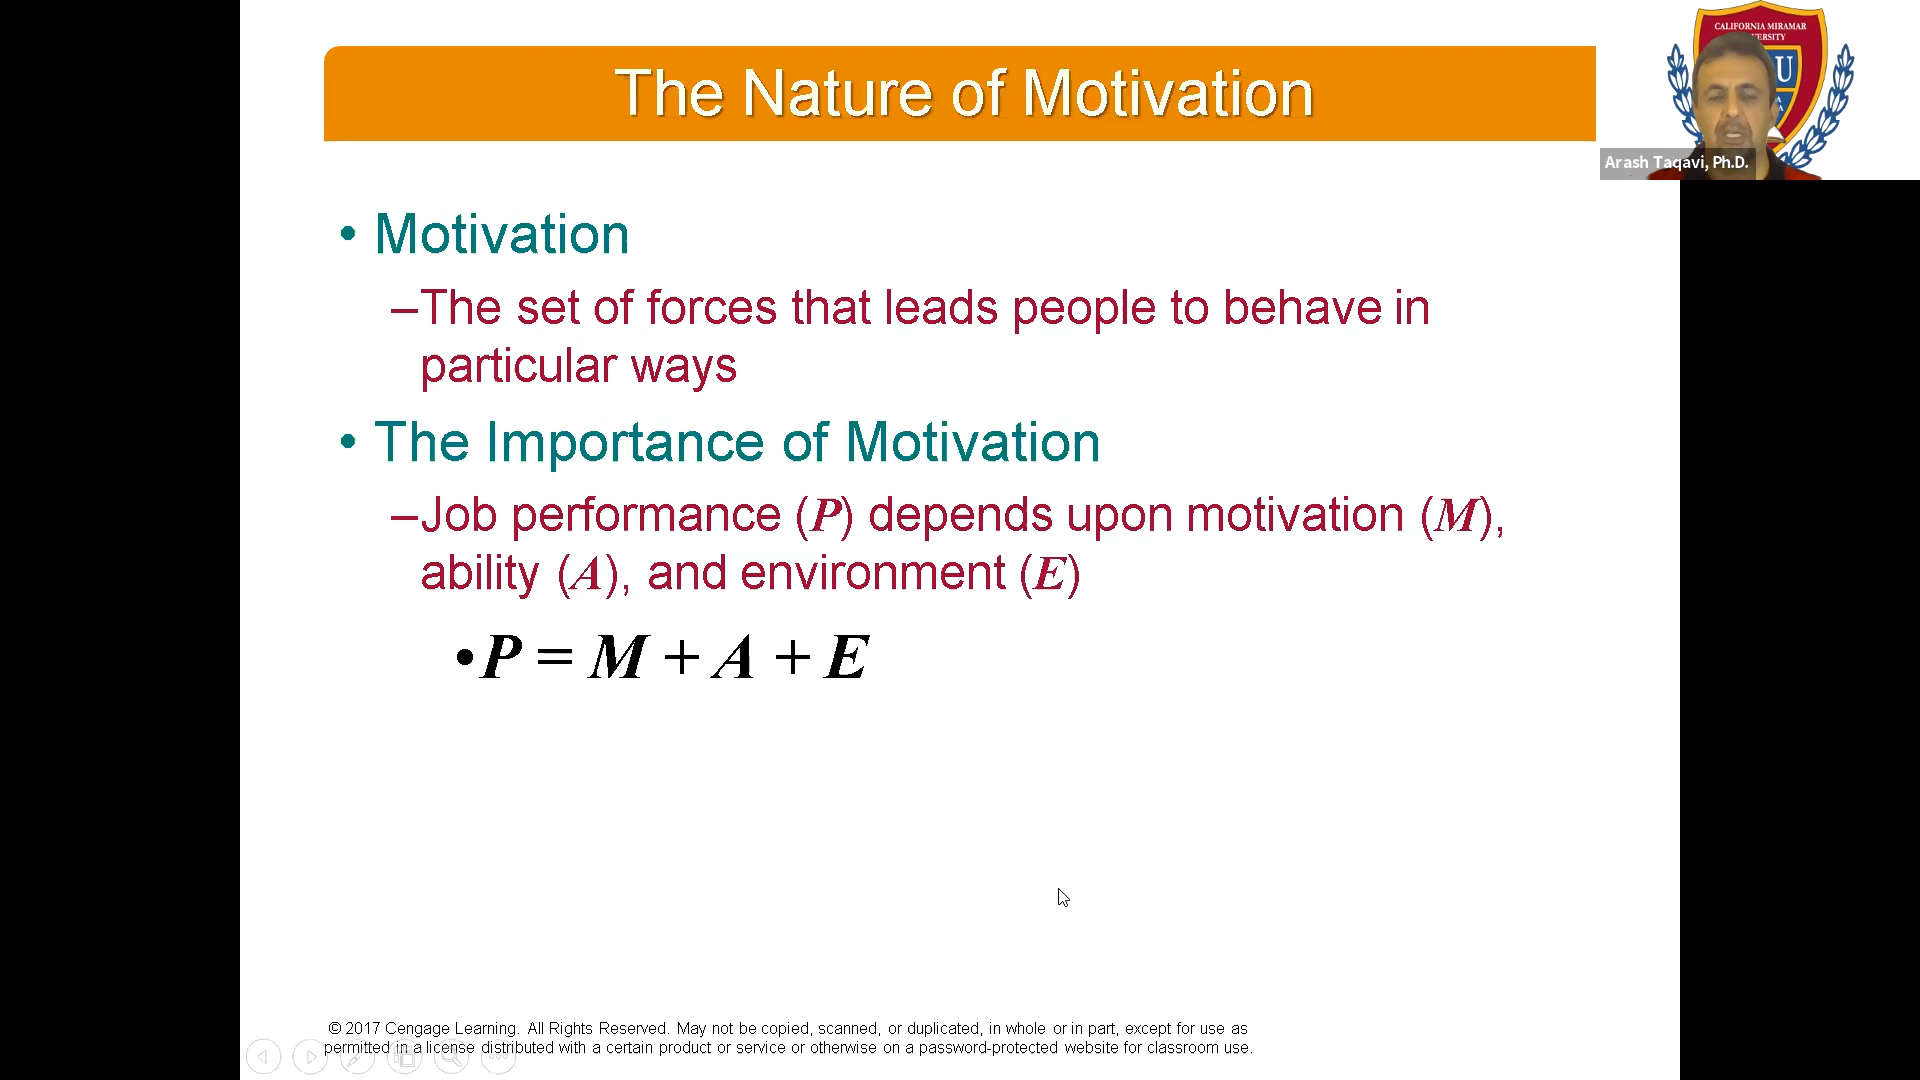 The Nature of Motivation
CALIFORNIA MIRAMAR
U
Arash Taqavi, Ph.D.
• Motivation
–The set of forces that leads people to behave in
particular ways
• The Importance of Motivation
–Job performance (P) depends upon motivation (M),
ability (A), and environment (E)
•P = M + A + E
© 2017 Cengage Learning. All Rights Reserved. May not be copied, scanned, or duplicated, in whole or in part, except for use as
permitted in a license distributed with a certain product or service or otherwise on a password-protected website for classroom use.